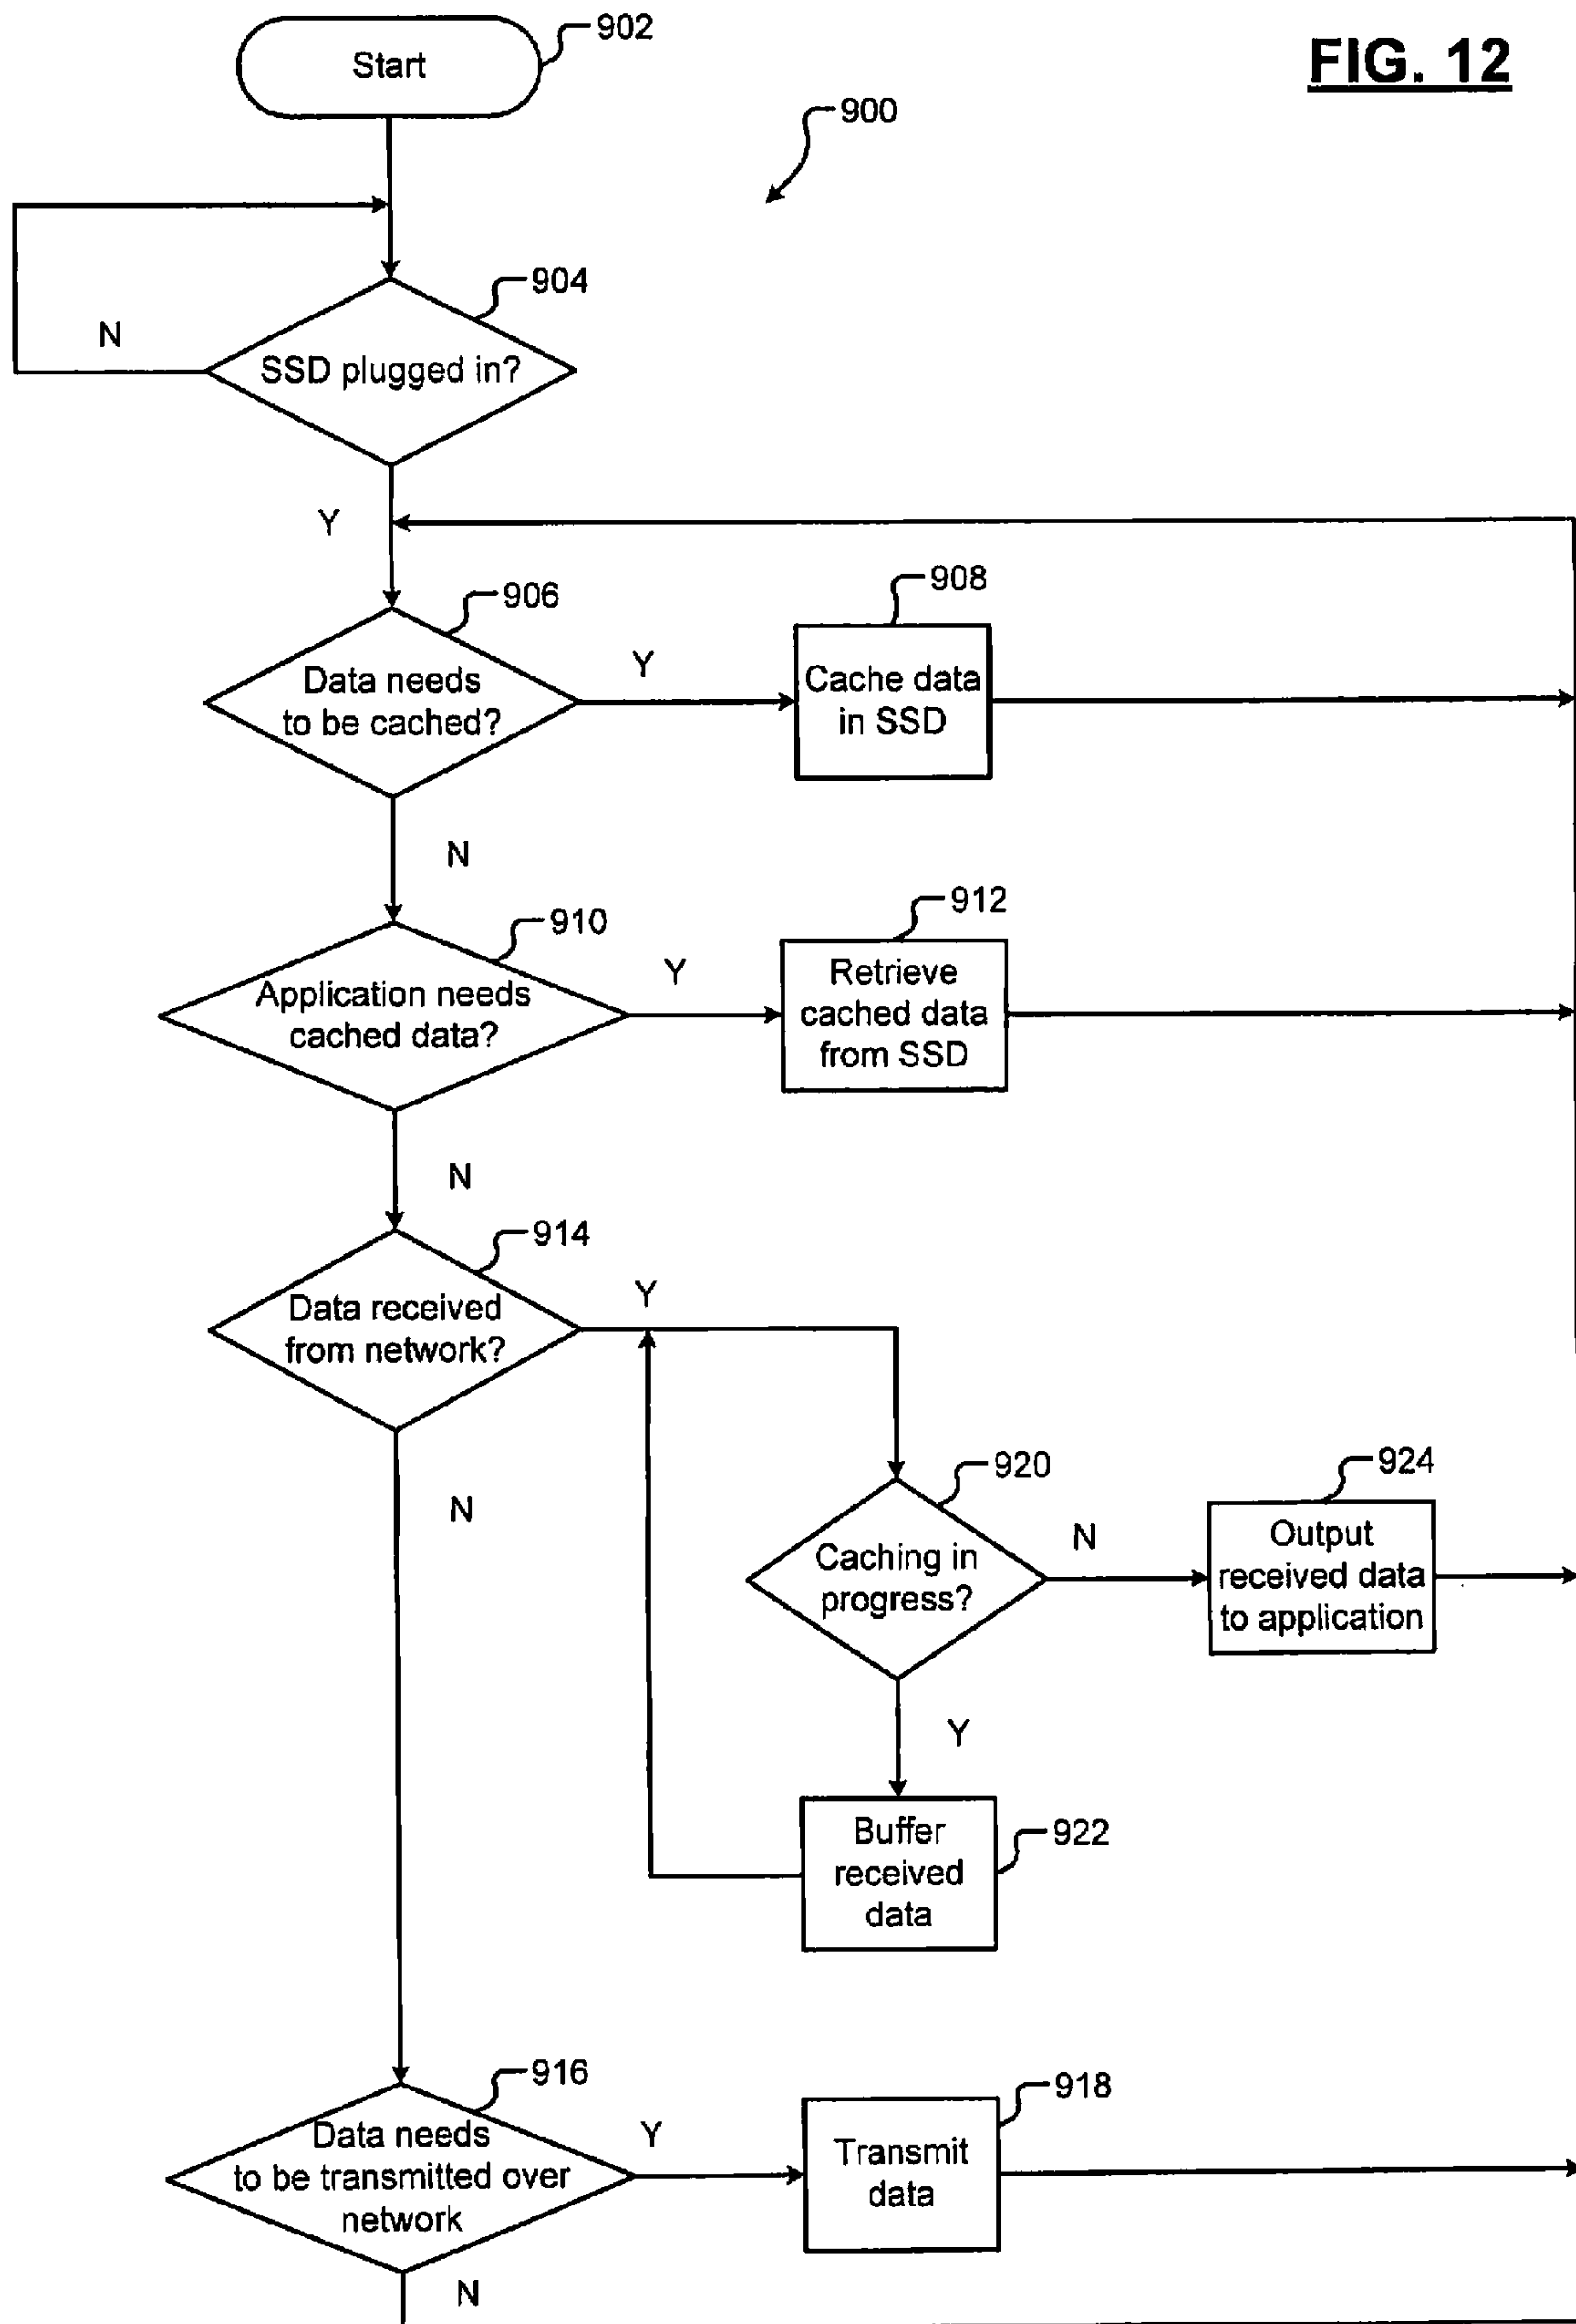 FIG. 12
Start
902
900
904
N
SSD plugged in?
Y
906
908
Data needs
to be cached?
Y
Cache data
in SSD
N
910
912
Application needs
cached data?
Y
Retrieve
cached data
from SSD
N
914
Data received
from network?
Y
N
920
924
Caching in
progress?
N
Output
received data
to application
Y
922
Buffer
received
data
916
918
Data needs
to be transmitted over
network
Y
Transmit
data
N